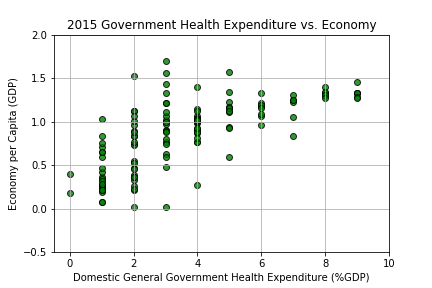 2015 Government Health Expenditure vs. Economy
2.0
1.5
1.0
0.5
0.0
−0.5
Economy per Capita (GDP)
0 2 4 6 8 10
Domestic General Government Health Expenditure (%GDP)